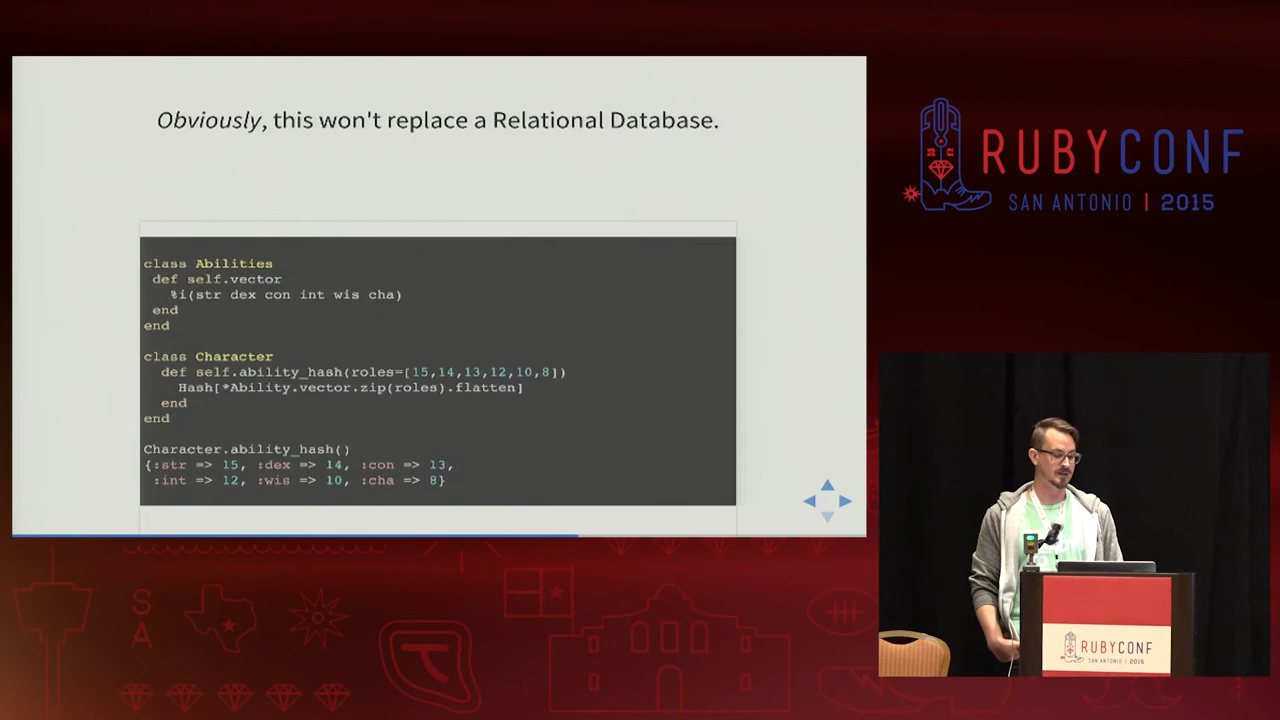 Obviously, this won't replace a Relational Database.
class Abilities
def self.vector
%i(str dex con int wis cha)
end
end
class Character
def self.ability_hash(roles=[15,14,13,12,10,8])
Hash[*Ability.vector.zip(roles).flatten]
end
end
Character.ability_hash()
{:str => 15, :dex => 14, :con => 13,
:int => 12, :wis => 10, :cha => 8}
RUBYCONF
SAN ANTONIO | 2015
S
A
RUBYCONF
SAN ANTONIO | 2015